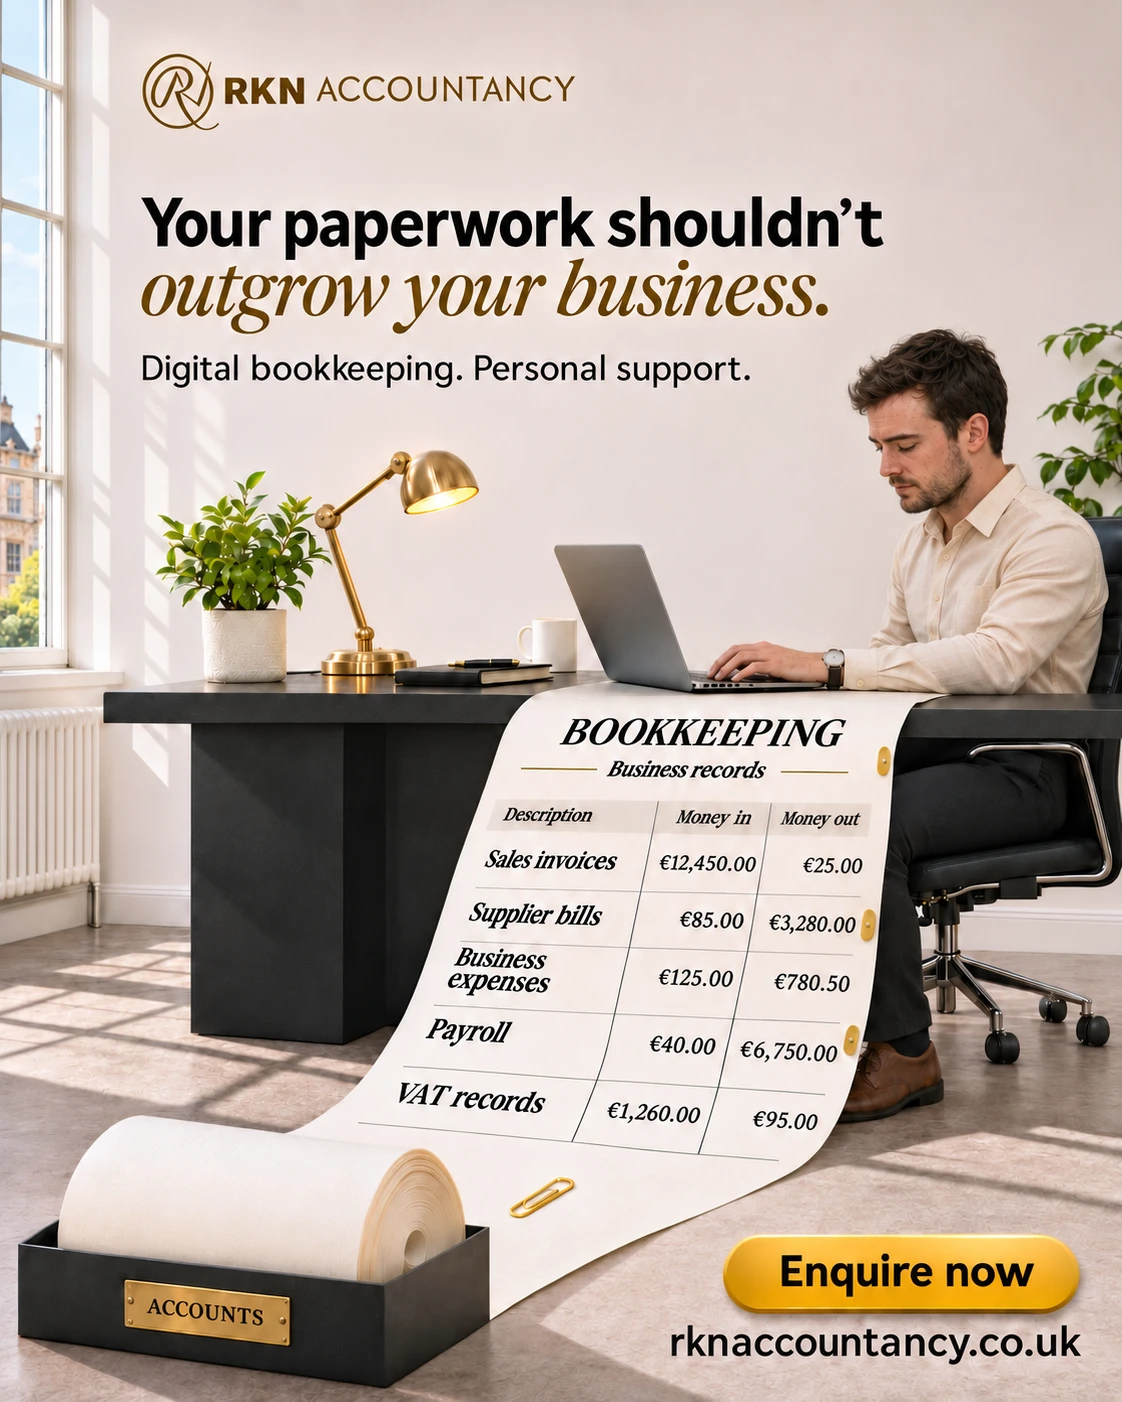 RKN ACCOUNTANCY
Your paperwork shouldn't
outgrow your business.
Digital bookkeeping. Personal support.
BOOKKEEPING
Business records
Description Money in Money out
Sales invoices €12,450.00 €25.00
Supplier bills €85.00 €3,280.00
Business
expenses €125.00 €780.50
Payroll €40.00 €6,750.00
VAT records €1,260.00 €95.00
ACCOUNTS
Enquire now
rknaccountancy.co.uk